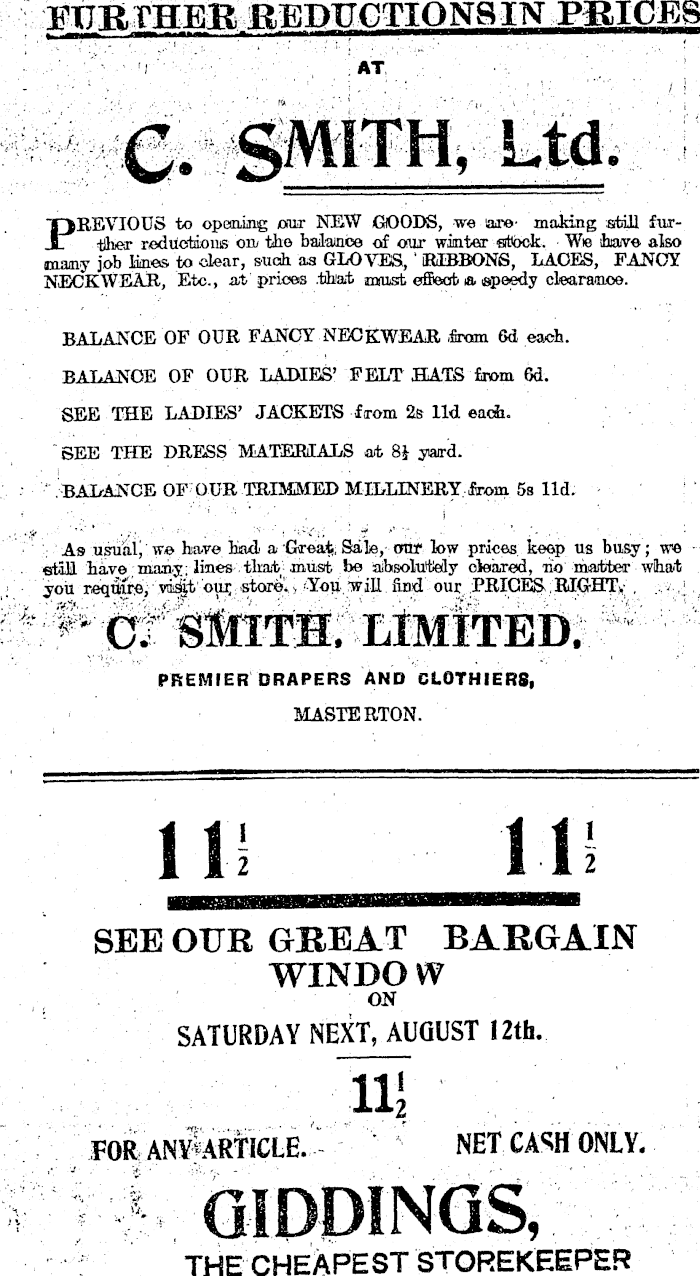 FURTHER REDUCTIONS IN PRICES
AT
C. SMITH, Ltd.
PREVIOUS to opening our NEW GOODS, we are making still fur-
ther reductions on the balance of our winter stock. We have also
many job lines to clear, such as GLOVES, RIBBONS, LACES, FANCY
NECKWEAR, Etc., at prices that must effect a speedy clearance.
BALANCE OF OUR FANCY NECKWEAR from 6d each.
BALANCE OF OUR LADIES' FELT HATS from 6d.
SEE THE LADIES' JACKETS from 2s 11d each.
SEE THE DRESS MATERIALS at 8½ yard.
BALANCE OF OUR TRIMMED MILLINERY from 5s 11d.
As usual, we have had a Great Sale, our low prices keep us busy; we
still have many lines that must be absolutely cleared, no matter what
you require, visit our store. You will find our PRICES RIGHT.
C. SMITH, LIMITED,
PREMIER DRAPERS AND CLOTHIERS,
MASTERTON.
11½ 11½
SEE OUR GREAT BARGAIN
WINDOW
ON
SATURDAY NEXT, AUGUST 12th.
11½
FOR ANY ARTICLE. NET CASH ONLY.
GIDDINGS,
THE CHEAPEST STOREKEEPER